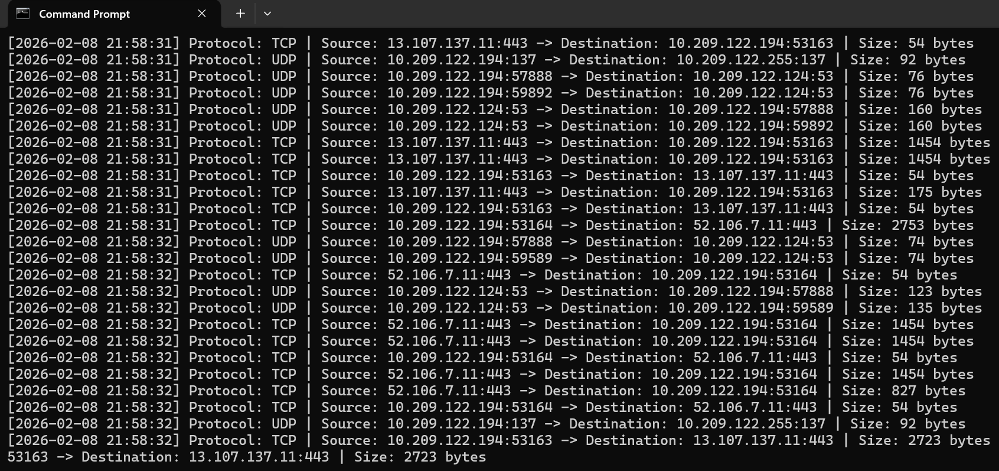 Command Prompt
[2026-02-08 21:58:31] Protocol: TCP | Source: 13.107.137.11:443 -> Destination: 10.209.122.194:53163 | Size: 54 bytes
[2026-02-08 21:58:31] Protocol: UDP | Source: 10.209.122.194:137 -> Destination: 10.209.122.255:137 | Size: 92 bytes
[2026-02-08 21:58:31] Protocol: UDP | Source: 10.209.122.194:57888 -> Destination: 10.209.122.124:53 | Size: 76 bytes
[2026-02-08 21:58:31] Protocol: UDP | Source: 10.209.122.194:59892 -> Destination: 10.209.122.124:53 | Size: 76 bytes
[2026-02-08 21:58:31] Protocol: UDP | Source: 10.209.122.124:53 -> Destination: 10.209.122.194:57888 | Size: 160 bytes
[2026-02-08 21:58:31] Protocol: UDP | Source: 10.209.122.124:53 -> Destination: 10.209.122.194:59892 | Size: 160 bytes
[2026-02-08 21:58:31] Protocol: TCP | Source: 13.107.137.11:443 -> Destination: 10.209.122.194:53163 | Size: 1454 bytes
[2026-02-08 21:58:31] Protocol: TCP | Source: 13.107.137.11:443 -> Destination: 10.209.122.194:53163 | Size: 1454 bytes
[2026-02-08 21:58:31] Protocol: TCP | Source: 10.209.122.194:53163 -> Destination: 13.107.137.11:443 | Size: 54 bytes
[2026-02-08 21:58:31] Protocol: TCP | Source: 13.107.137.11:443 -> Destination: 10.209.122.194:53163 | Size: 175 bytes
[2026-02-08 21:58:31] Protocol: TCP | Source: 10.209.122.194:53163 -> Destination: 13.107.137.11:443 | Size: 54 bytes
[2026-02-08 21:58:31] Protocol: TCP | Source: 10.209.122.194:53164 -> Destination: 52.106.7.11:443 | Size: 2753 bytes
[2026-02-08 21:58:32] Protocol: UDP | Source: 10.209.122.194:57888 -> Destination: 10.209.122.124:53 | Size: 74 bytes
[2026-02-08 21:58:32] Protocol: UDP | Source: 10.209.122.194:59589 -> Destination: 10.209.122.124:53 | Size: 74 bytes
[2026-02-08 21:58:32] Protocol: TCP | Source: 52.106.7.11:443 -> Destination: 10.209.122.194:53164 | Size: 54 bytes
[2026-02-08 21:58:32] Protocol: UDP | Source: 10.209.122.124:53 -> Destination: 10.209.122.194:57888 | Size: 123 bytes
[2026-02-08 21:58:32] Protocol: UDP | Source: 10.209.122.124:53 -> Destination: 10.209.122.194:59589 | Size: 135 bytes
[2026-02-08 21:58:32] Protocol: TCP | Source: 52.106.7.11:443 -> Destination: 10.209.122.194:53164 | Size: 1454 bytes
[2026-02-08 21:58:32] Protocol: TCP | Source: 52.106.7.11:443 -> Destination: 10.209.122.194:53164 | Size: 1454 bytes
[2026-02-08 21:58:32] Protocol: TCP | Source: 10.209.122.194:53164 -> Destination: 52.106.7.11:443 | Size: 54 bytes
[2026-02-08 21:58:32] Protocol: TCP | Source: 52.106.7.11:443 -> Destination: 10.209.122.194:53164 | Size: 1454 bytes
[2026-02-08 21:58:32] Protocol: TCP | Source: 52.106.7.11:443 -> Destination: 10.209.122.194:53164 | Size: 827 bytes
[2026-02-08 21:58:32] Protocol: TCP | Source: 10.209.122.194:53164 -> Destination: 52.106.7.11:443 | Size: 54 bytes
[2026-02-08 21:58:32] Protocol: UDP | Source: 10.209.122.194:137 -> Destination: 10.209.122.255:137 | Size: 92 bytes
[2026-02-08 21:58:32] Protocol: TCP | Source: 10.209.122.194:53163 -> Destination: 13.107.137.11:443 | Size: 2723 bytes
53163 -> Destination: 13.107.137.11:443 | Size: 2723 bytes